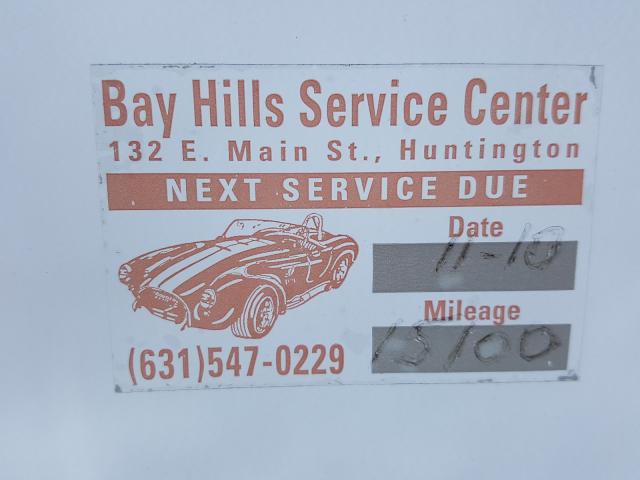 Bay Hills Service Center
132 E. Main St., Huntington
NEXT SERVICE DUE
Date
11-10
Mileage
15100
(631)547-0229